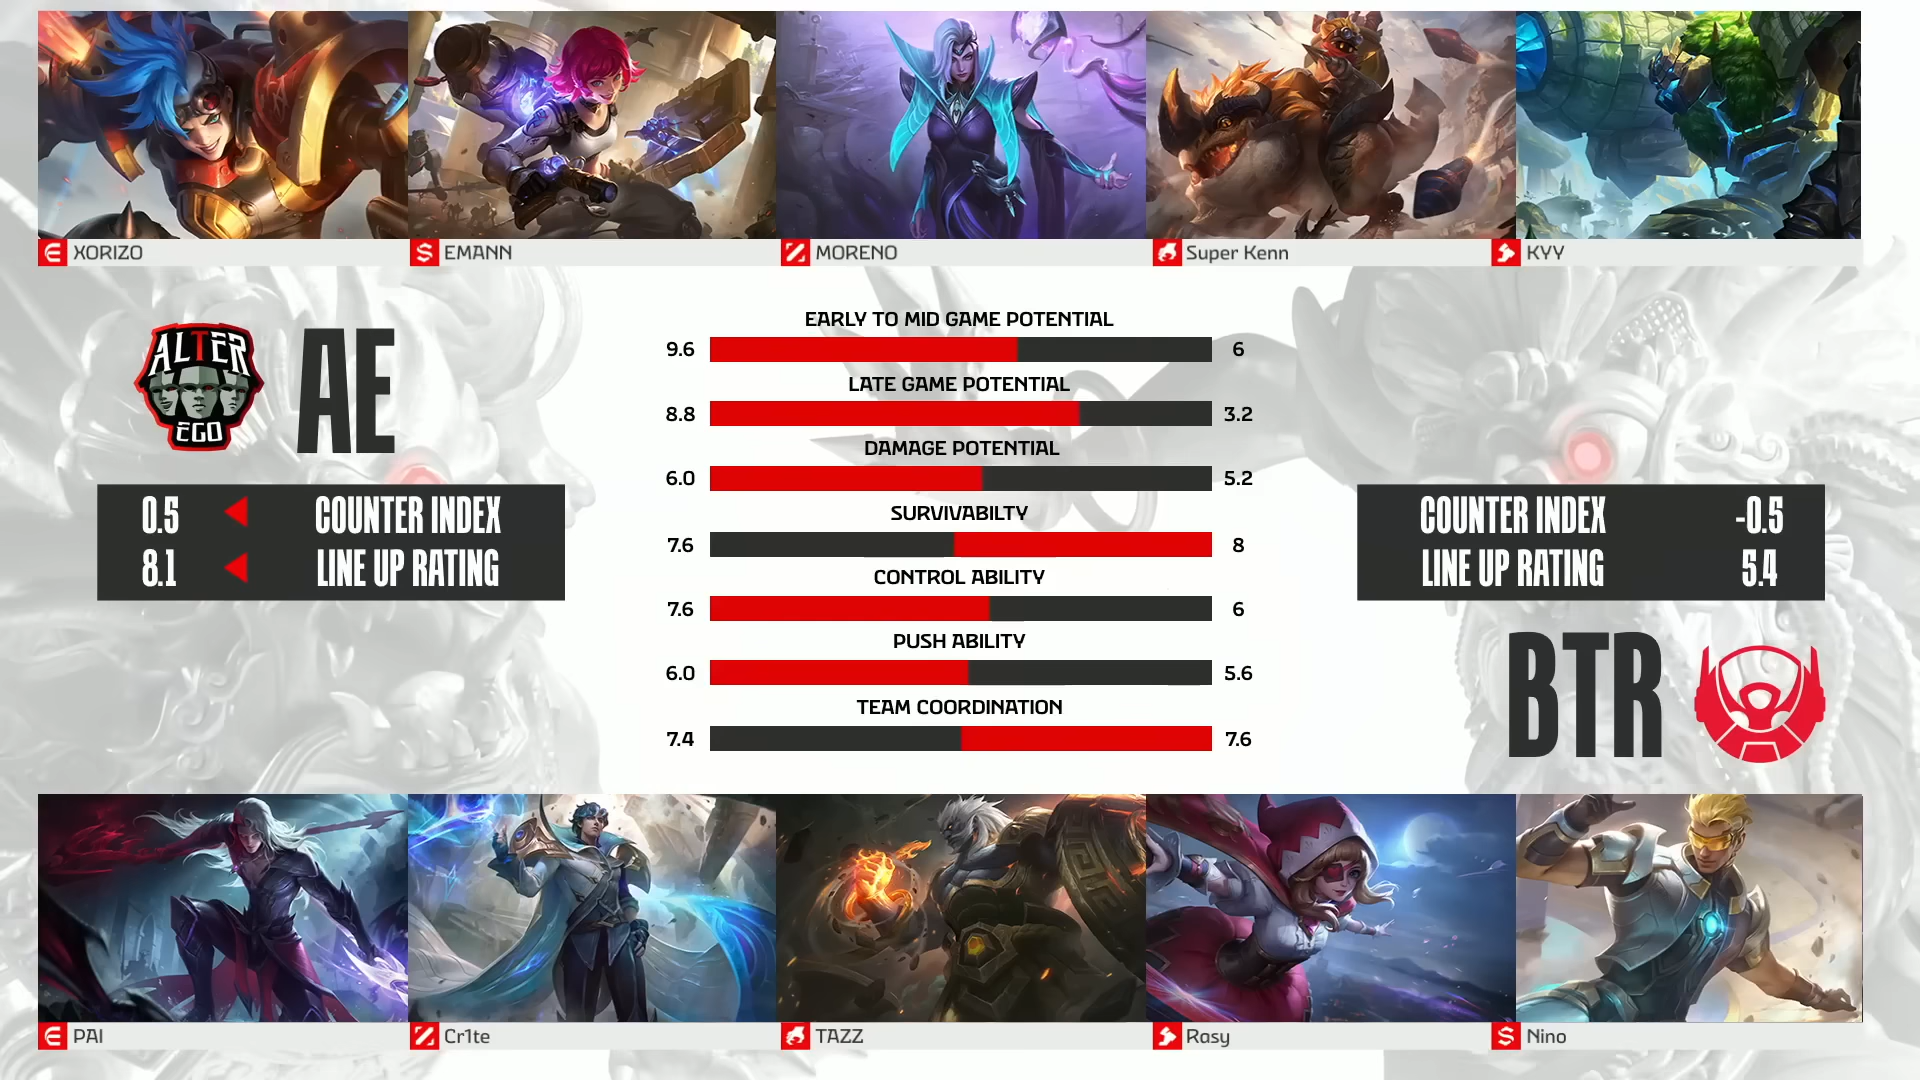 XORIZO
EMANN
MORENO
Super Kenn
KYY
ALTER
EGO
AE
0.5 COUNTER INDEX
8.1 LINE UP RATING
EARLY TO MID GAME POTENTIAL
9.6 6
LATE GAME POTENTIAL
8.8 3.2
DAMAGE POTENTIAL
6.0 5.2
SURVIVABILTY
7.6 8
CONTROL ABILITY
7.6 6
PUSH ABILITY
6.0 5.6
TEAM COORDINATION
7.4 7.6
COUNTER INDEX -0.5
LINE UP RATING 5.4
BTR
PAI
Cr1te
TAZZ
Rasy
Nino